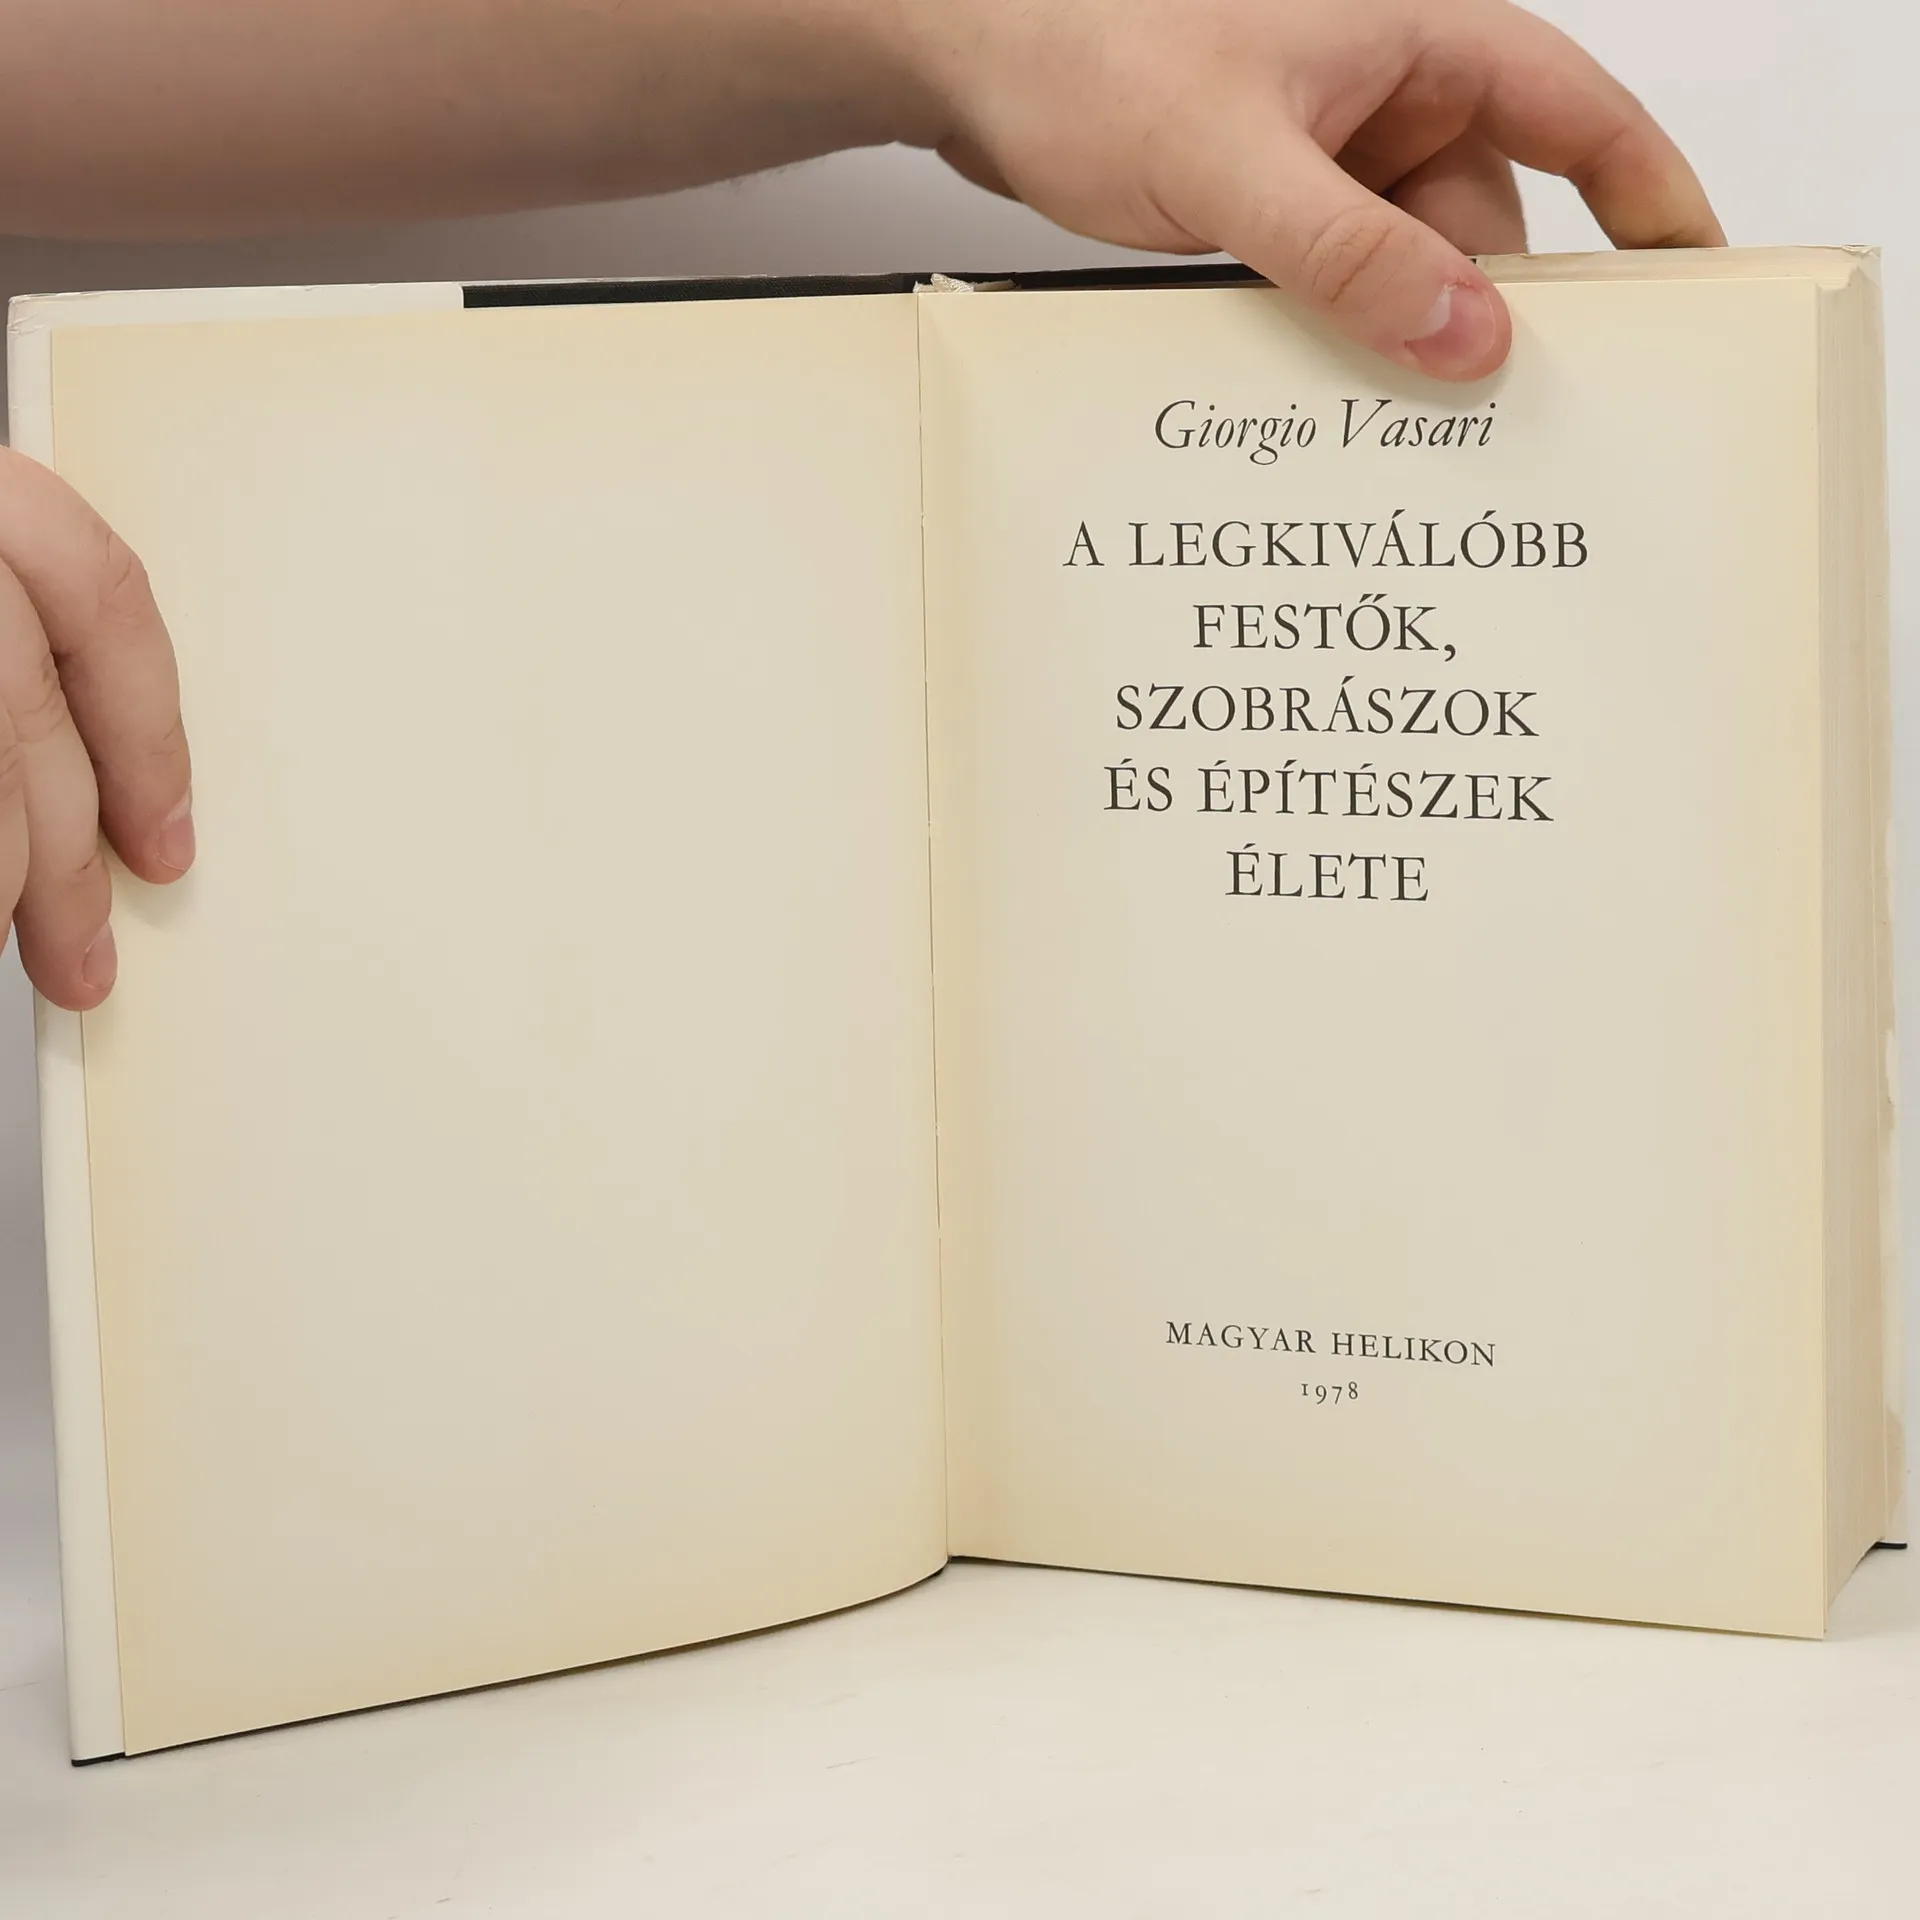 Giorgio Vasari
A LEGKIVÁLÓBB
FESTŐK,
SZOBRÁSZOK
ÉS ÉPÍTÉSZEK
ÉLETE
MAGYAR HELIKON
1978